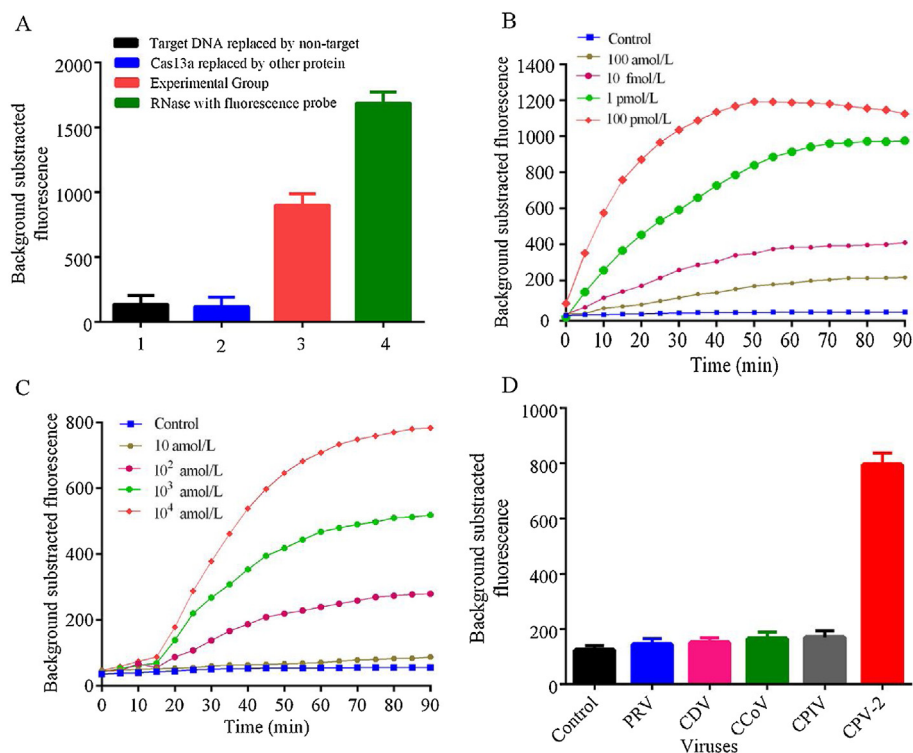 A
Background substracted
fluorescence
2000
1500
1000
500
0
Target DNA replaced by non-target
Cas13a replaced by other protein
Experimental Group
RNase with fluorescence probe
1 2 3 4
B
Background substracted fluorescence
1400
1200
1000
800
600
400
200
0
Control
100 amol/L
10 fmol/L
1 pmol/L
100 pmol/L
0 10 20 30 40 50 60 70 80 90
Time (min)
C
Background substracted fluorescence
800
600
400
200
0
Control
10 amol/L
10² amol/L
10³ amol/L
10⁴ amol/L
0 10 20 30 40 50 60 70 80 90
Time (min)
D
Background substracted
fluorescence
1000
800
600
400
200
0
Control PRV CDV CCoV CPIV CPV-2
Viruses